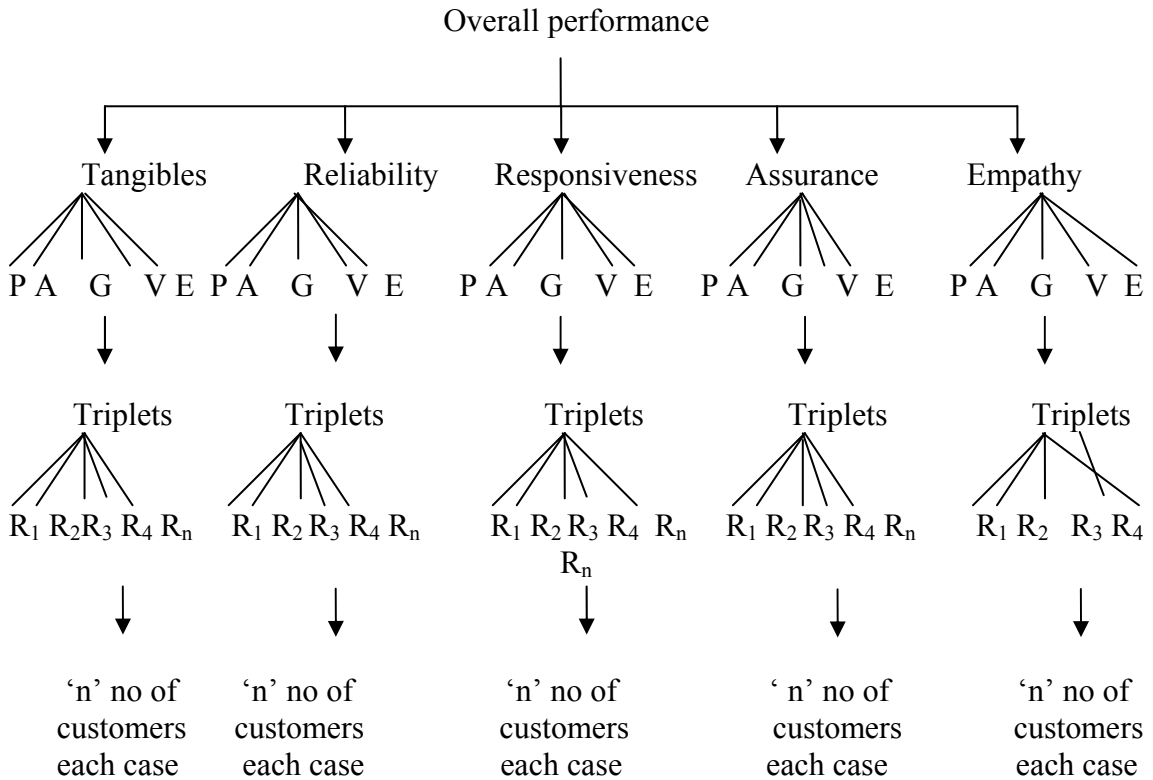 Overall performance
Tangibles Reliability Responsiveness Assurance Empathy
P A G V E P A G V E P A G V E P A G V E P A G V E
Triplets Triplets Triplets Triplets Triplets
R₁ R₂R₃ R₄ Rₙ R₁ R₂ R₃ R₄ Rₙ R₁ R₂ R₃ R₄ Rₙ R₁ R₂ R₃ R₄ Rₙ R₁ R₂ R₃ R₄
Rₙ
‘n’ no of ‘n’ no of ‘n’ no of ‘ n’ no of ‘n’ no of
customers customers customers customers customers
each case each case each case each case each case